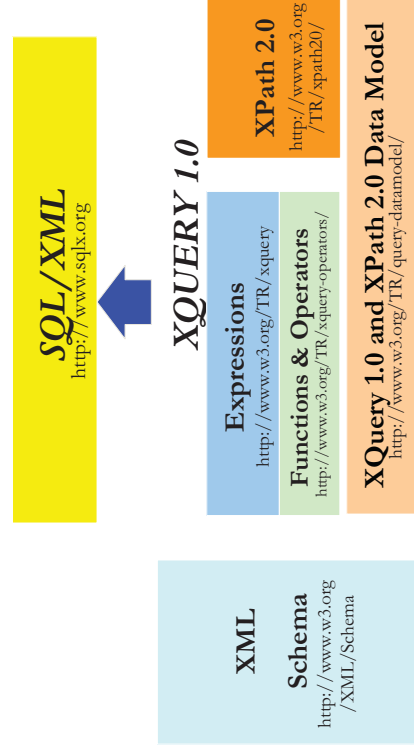 SQL/XML
http://www.sqlx.org
XQUERY 1.0
Expressions
http://www.w3.org/TR/xquery
Functions & Operators
http://www.w3.org/TR/xquery-operators/
XPath 2.0
http://www.w3.org
/TR/xpath20/
XQuery 1.0 and XPath 2.0 Data Model
http://www.w3.org/TR/query-datamodel/
XML
Schema
http://www.w3.org
/XML/Schema